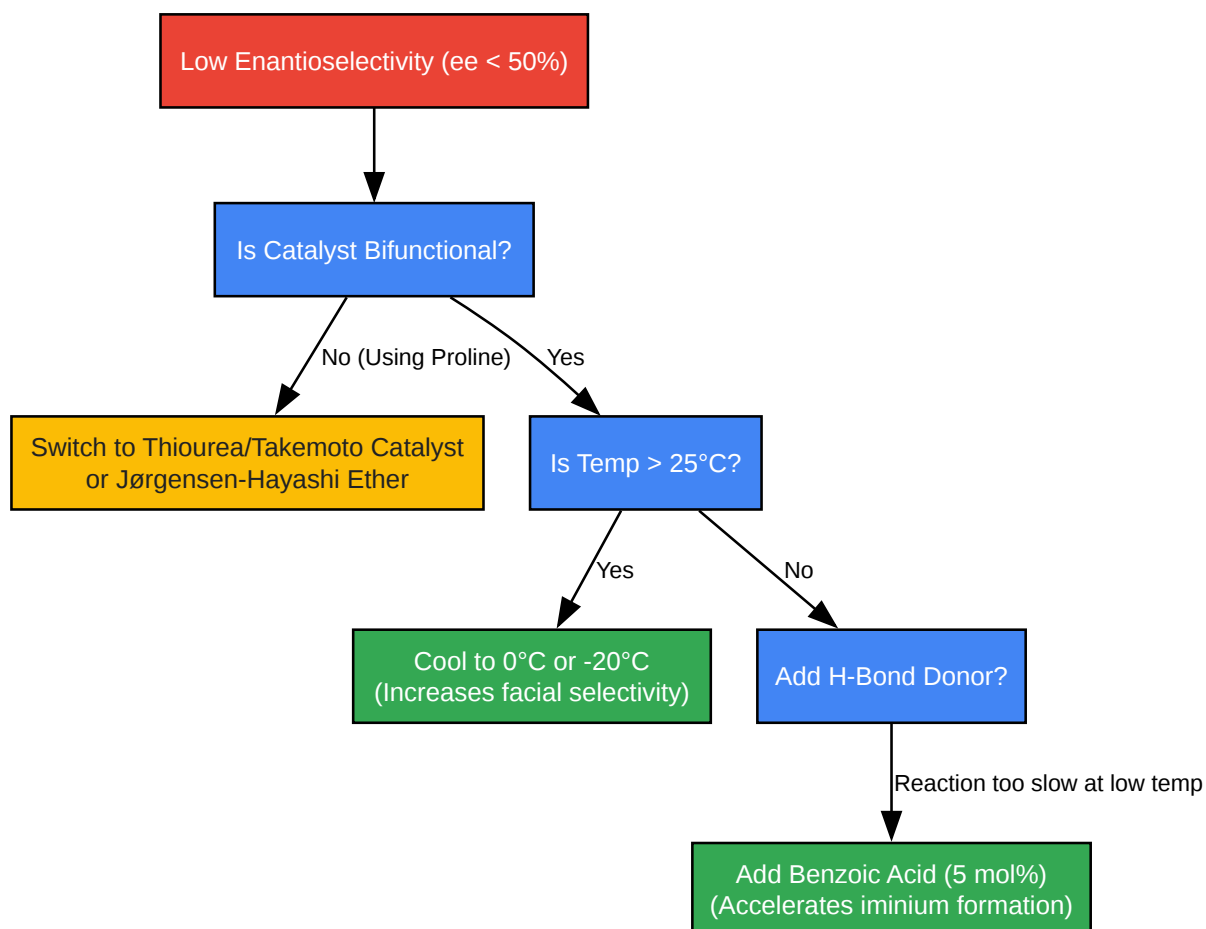 Low Enantioselectivity (ee < 50%)
Is Catalyst Bifunctional?
No (Using Proline)
Yes
Switch to Thiourea/Takemoto Catalyst
or Jørgensen-Hayashi Ether
Is Temp > 25°C?
Yes
No
Cool to 0°C or -20°C
(Increases facial selectivity)
Add H-Bond Donor?
Reaction too slow at low temp
Add Benzoic Acid (5 mol%)
(Accelerates iminium formation)